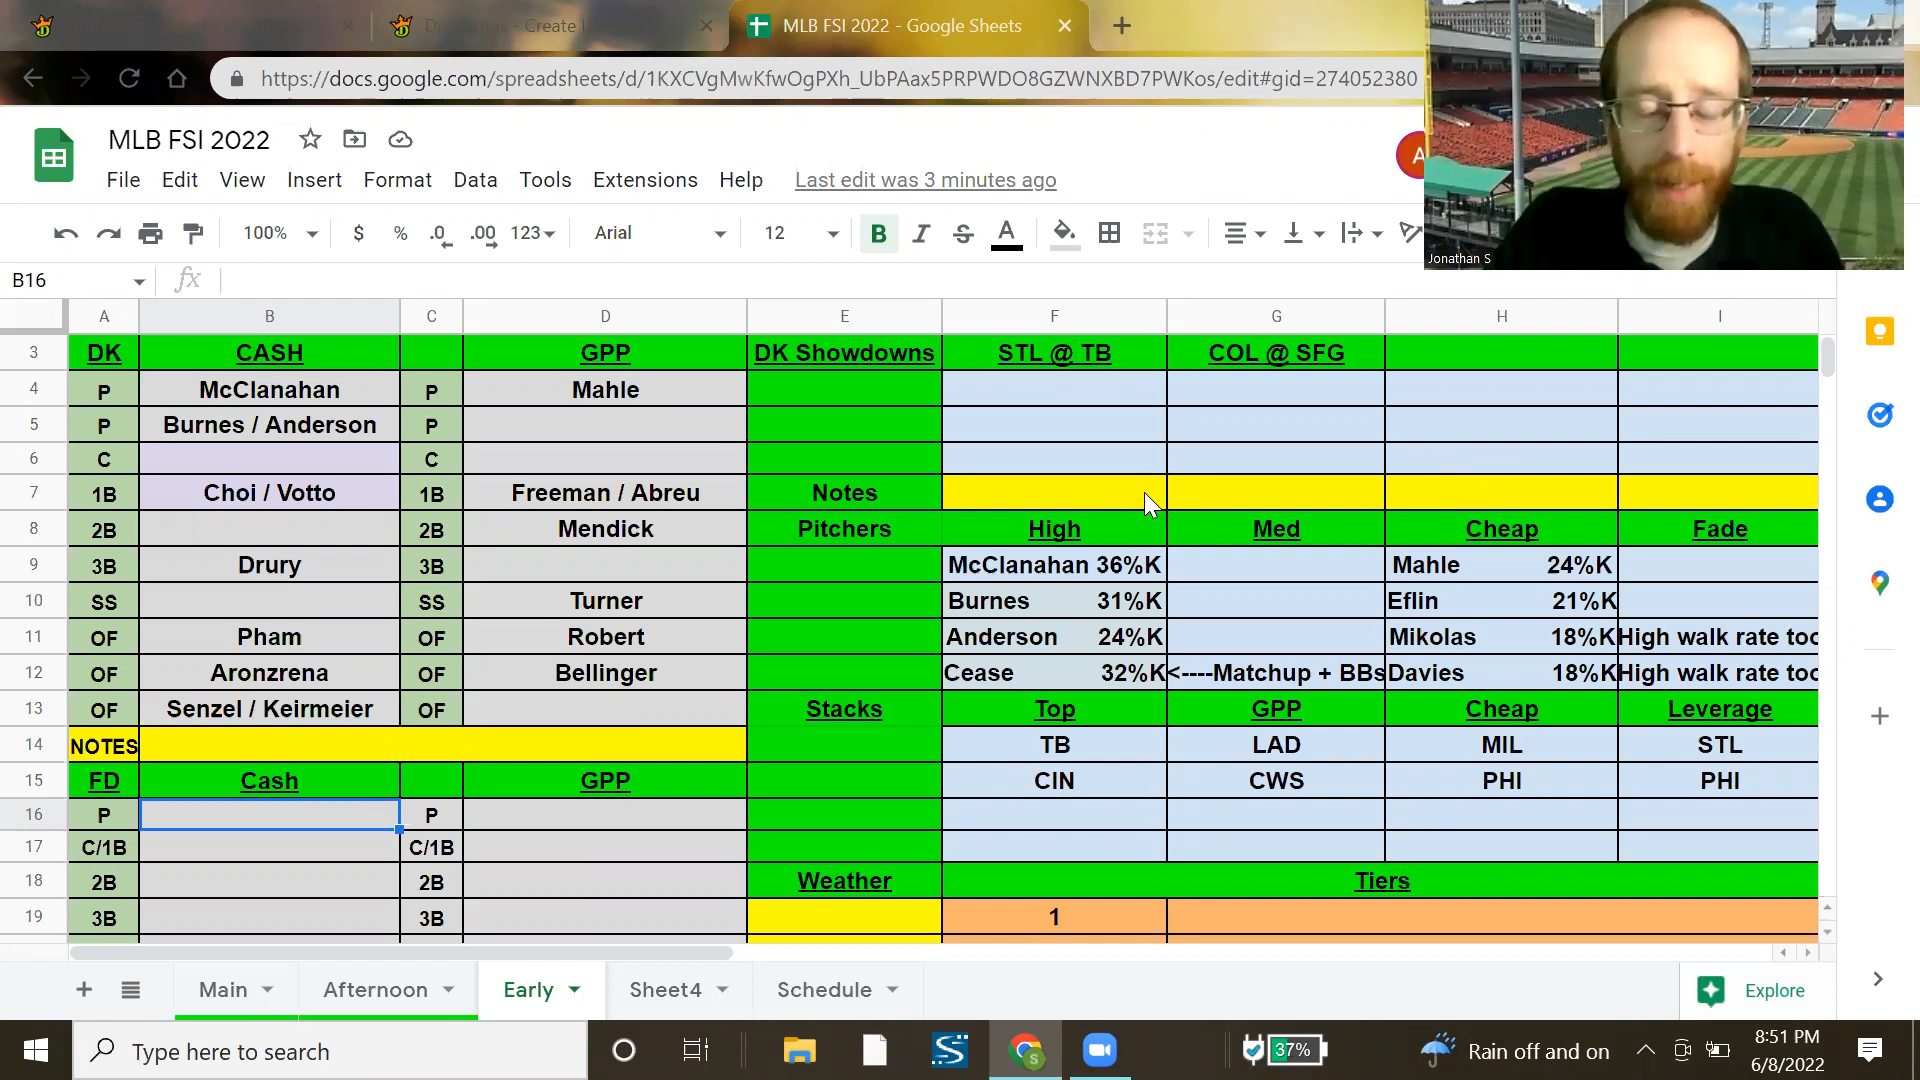 MLB FSI 2022 - Google Sheets
https://docs.google.com/spreadsheets/d/1KXCVgMwKfwOgPXh_UbPAax5PRPWDO8GZWNXBD7PWKos/edit#gid=274052380
MLB FSI 2022
File Edit View Insert Format Data Tools Extensions Help Last edit was 3 minutes ago
A
Jonathan S
100% $ % .0 .00 123 Arial 12 B I S A
B16 fx
A B C D E F G H I
3 DK CASH GPP DK Showdowns STL @ TB COL @ SFG
4 P McClanahan P Mahle
5 P Burnes / Anderson P
6 C C
7 1B Choi / Votto 1B Freeman / Abreu Notes
8 2B 2B Mendick Pitchers High Med Cheap Fade
9 3B Drury 3B McClanahan 36%K Mahle 24%K
10 SS SS Turner Burnes 31%K Eflin 21%K
11 OF Pham OF Robert Anderson 24%K Mikolas 18%K High walk rate too
12 OF Aronzrena OF Bellinger Cease 32%K <----Matchup + BBs Davies 18%K High walk rate too
13 OF Senzel / Keirmeier OF Stacks Top GPP Cheap Leverage
14 NOTES TB LAD MIL STL
15 FD Cash GPP CIN CWS PHI PHI
16 P P
17 C/1B C/1B
18 2B 2B Weather Tiers
19 3B 3B 1
Main Afternoon Early Sheet4 Schedule Explore
Type here to search 37% Rain off and on 8:51 PM
6/8/2022